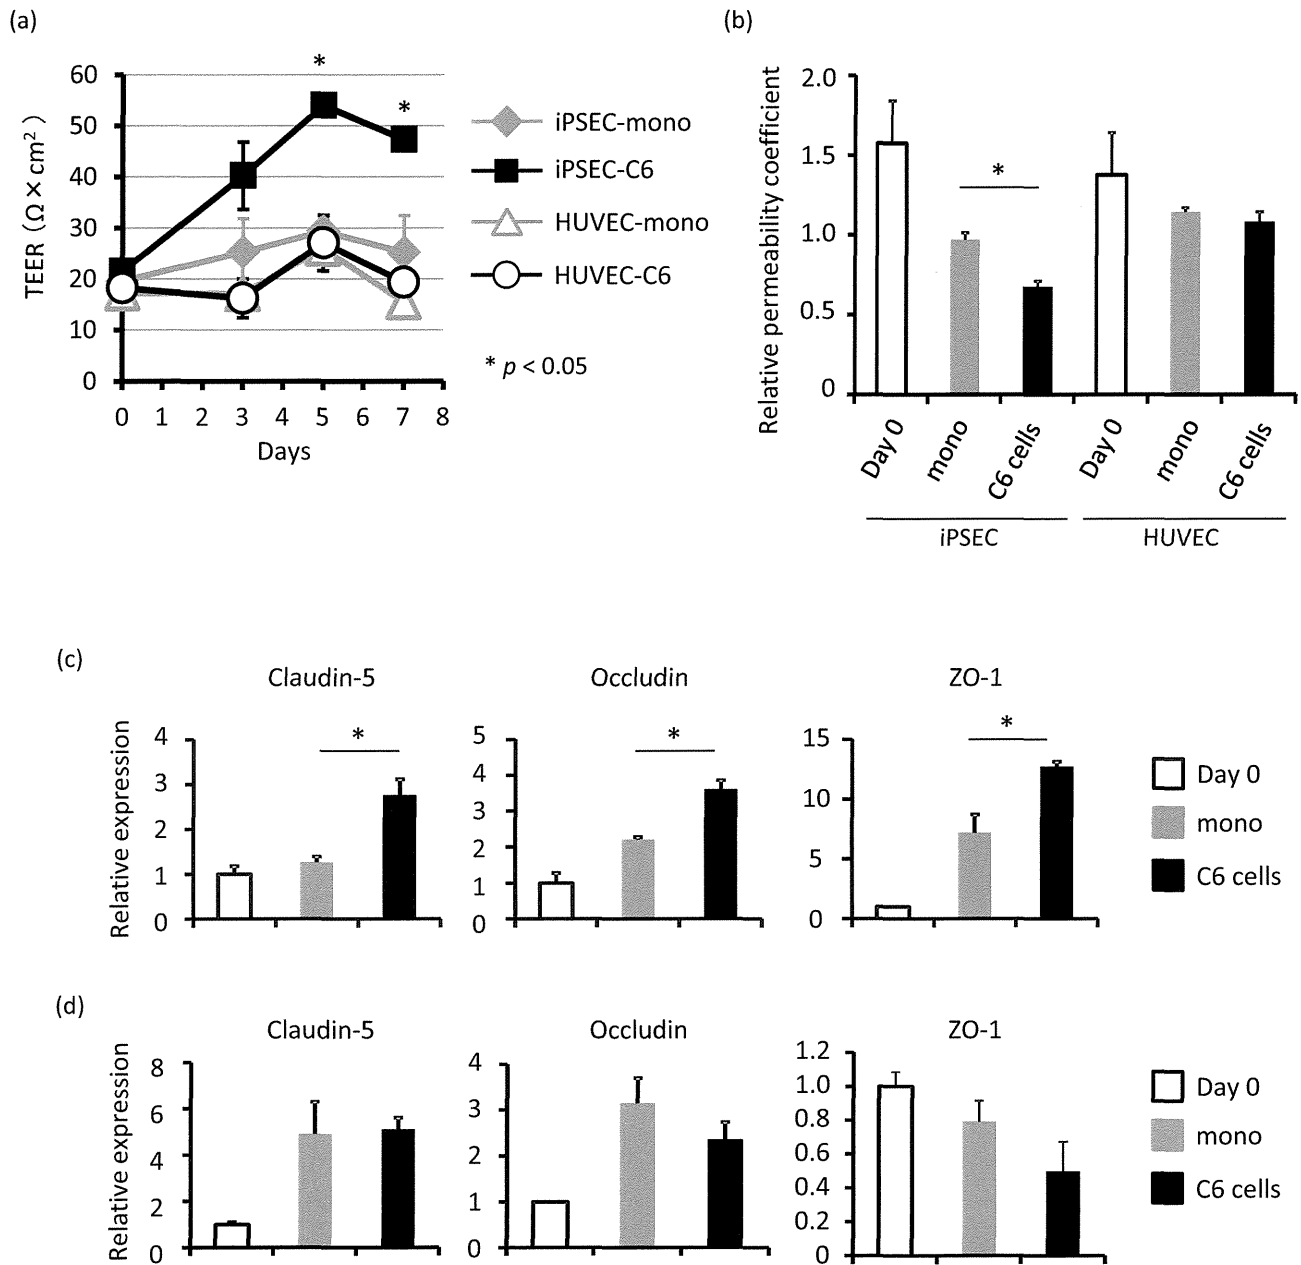 (a)
60
50
40
30
20
10
0
TEER (Ω × cm²)
0 1 2 3 4 5 6 7 8
Days
*
*
iPSEC-mono
iPSEC-C6
HUVEC-mono
HUVEC-C6
* p < 0.05
(b)
2.0
1.5
1.0
0.5
0
Relative permeability coefficient
*
Day 0
mono
C6 cells
Day 0
mono
C6 cells
iPSEC
HUVEC
(c)
Claudin-5
Relative expression
4
3
2
1
0
*
Occludin
5
4
3
2
1
0
*
ZO-1
15
10
5
0
*
Day 0
mono
C6 cells
(d)
Claudin-5
Relative expression
8
6
4
2
0
Occludin
4
3
2
1
0
ZO-1
1.2
1.0
0.8
0.6
0.4
0.2
0
Day 0
mono
C6 cells